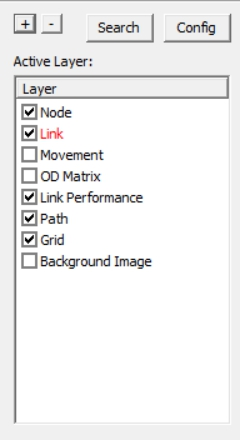 + - Search Config
Active Layer:
Layer
Node
Link
Movement
OD Matrix
Link Performance
Path
Grid
Background Image